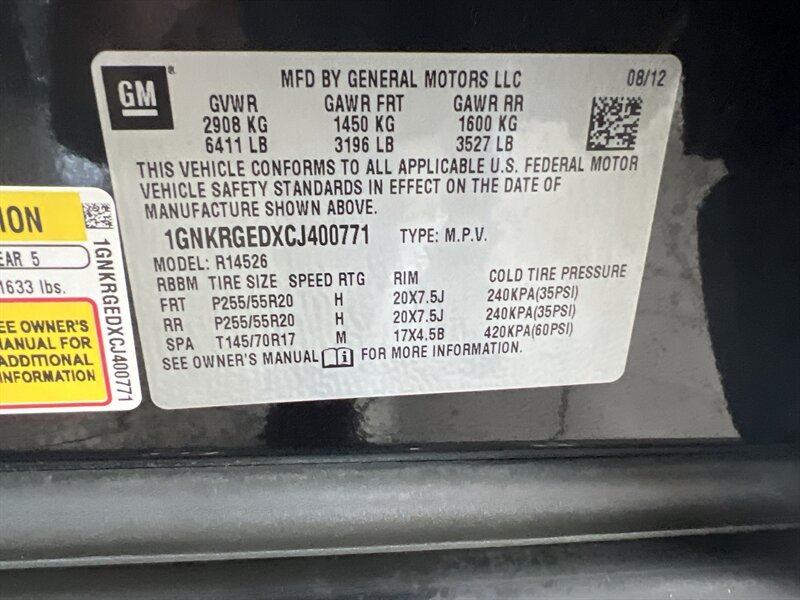 GM
MFD BY GENERAL MOTORS LLC 08/12
GVWR GAWR FRT GAWR RR
2908 KG 1450 KG 1600 KG
6411 LB 3196 LB 3527 LB
THIS VEHICLE CONFORMS TO ALL APPLICABLE U.S. FEDERAL MOTOR
VEHICLE SAFETY STANDARDS IN EFFECT ON THE DATE OF
MANUFACTURE SHOWN ABOVE.
1GNKRGEDXCJ400771 TYPE: M.P.V.
MODEL: R14526
RBBM TIRE SIZE SPEED RTG RIM COLD TIRE PRESSURE
FRT P255/55R20 H 20X7.5J 240KPA(35PSI)
RR P255/55R20 H 20X7.5J 240KPA(35PSI)
SPA T145/70R17 M 17X4.5B 420KPA(60PSI)
SEE OWNER'S MANUAL FOR MORE INFORMATION.
ION
EAR 5
1633 lbs.
SEE OWNER'S
MANUAL FOR
ADDITIONAL
INFORMATION
1GNKRGEDXCJ400771